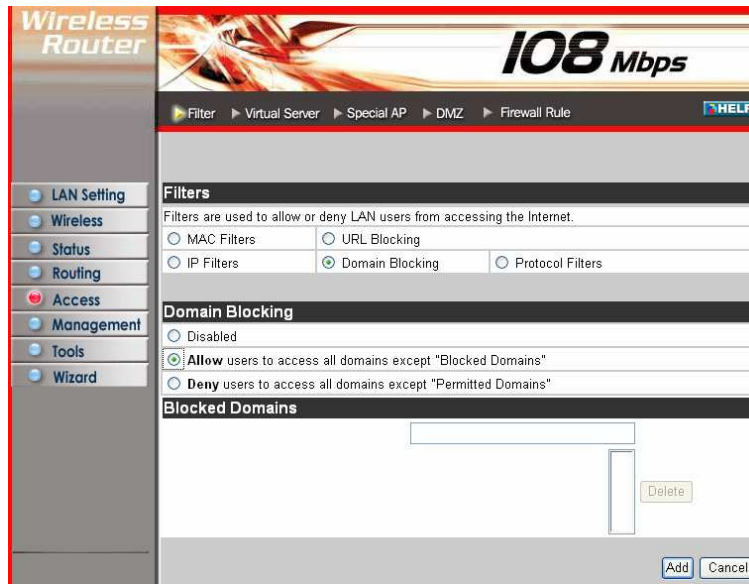 Wireless
Router
108 Mbps
Filter Virtual Server Special AP DMZ Firewall Rule HELP
LAN Setting
Wireless
Status
Routing
Access
Management
Tools
Wizard
Filters
Filters are used to allow or deny LAN users from accessing the Internet.
MAC Filters URL Blocking
IP Filters Domain Blocking Protocol Filters
Domain Blocking
Disabled
Allow users to access all domains except "Blocked Domains"
Deny users to access all domains except "Permitted Domains"
Blocked Domains
Delete
Add Cancel